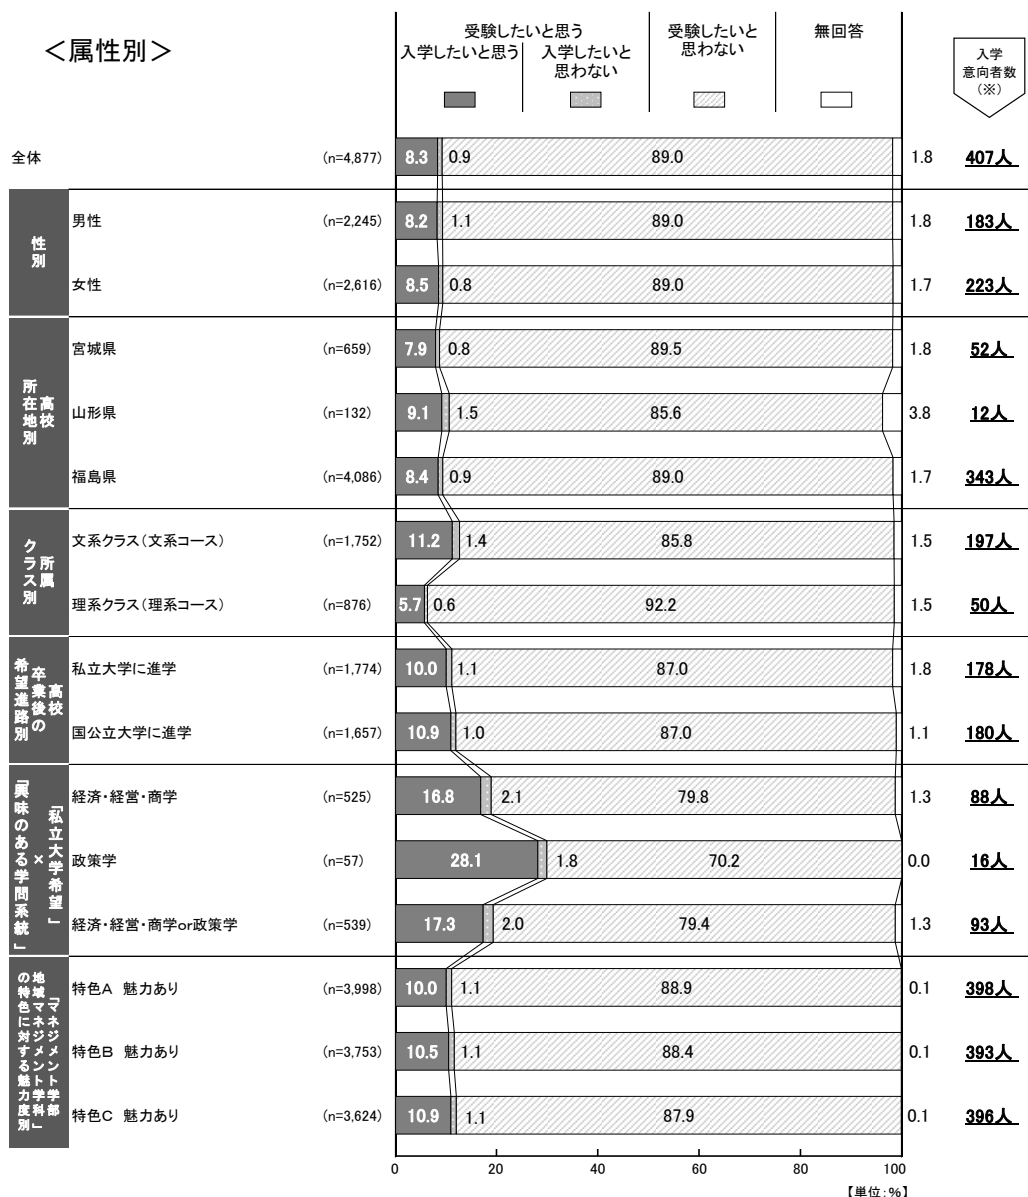 ＜属性別＞
受験したいと思う
入学したいと思う
入学したいと
思わない
受験したいと
思わない
無回答
入学
意向者数
（※）
全体 (n=4,877) 8.3 0.9 89.0 1.8 407人
性別
男性 (n=2,245) 8.2 1.1 89.0 1.8 183人
女性 (n=2,616) 8.5 0.8 89.0 1.7 223人
高校
所在地別
宮城県 (n=659) 7.9 0.8 89.5 1.8 52人
山形県 (n=132) 9.1 1.5 85.6 3.8 12人
福島県 (n=4,086) 8.4 0.9 89.0 1.7 343人
所属
クラス別
文系クラス（文系コース） (n=1,752) 11.2 1.4 85.8 1.5 197人
理系クラス（理系コース） (n=876) 5.7 0.6 92.2 1.5 50人
高校
卒業後の
希望進路別
私立大学に進学 (n=1,774) 10.0 1.1 87.0 1.8 178人
国公立大学に進学 (n=1,657) 10.9 1.0 87.0 1.1 180人
「私立大学希望」
×
「興味のある学問系統」
経済・経営・商学 (n=525) 16.8 2.1 79.8 1.3 88人
政策学 (n=57) 28.1 1.8 70.2 0.0 16人
経済・経営・商学or政策学 (n=539) 17.3 2.0 79.4 1.3 93人
「マネジメント学部
地域マネジメント学科」
の特色に対する魅力度別
特色A 魅力あり (n=3,998) 10.0 1.1 88.9 0.1 398人
特色B 魅力あり (n=3,753) 10.5 1.1 88.4 0.1 393人
特色C 魅力あり (n=3,624) 10.9 1.1 87.9 0.1 396人
0 20 40 60 80 100
【単位：%】